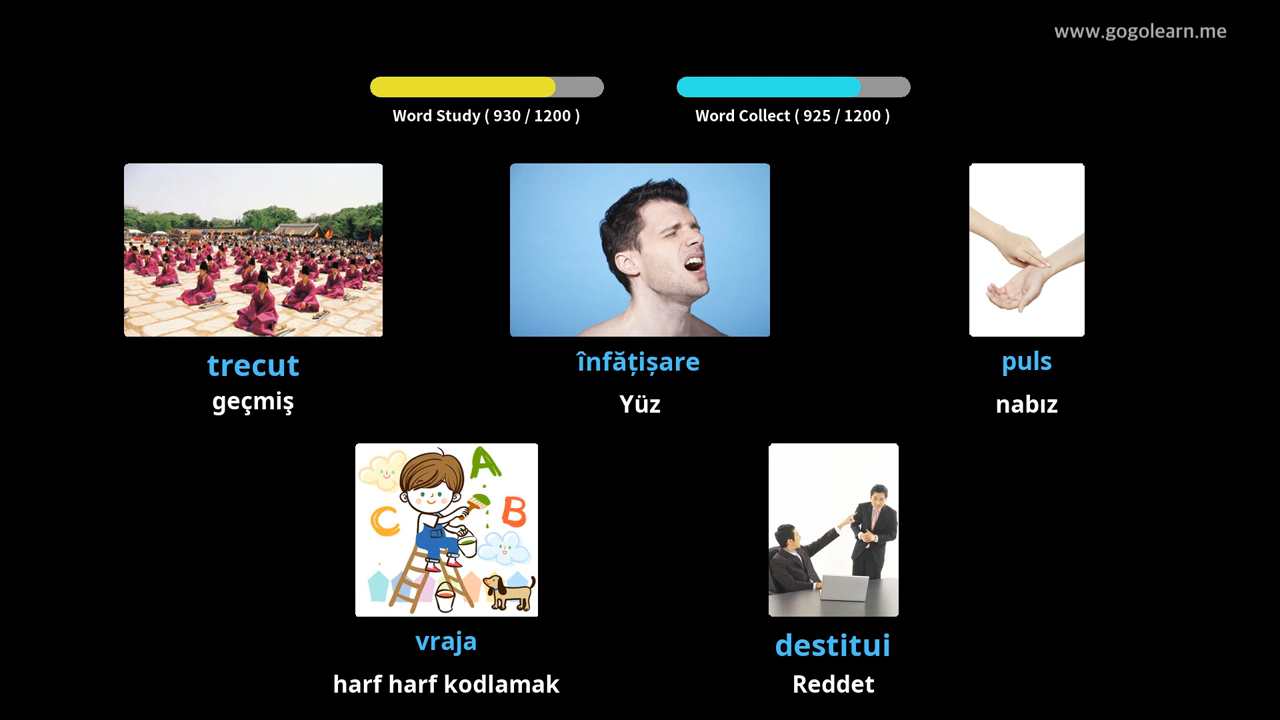 www.gogolearn.me
Word Study ( 930 / 1200 )
Word Collect ( 925 / 1200 )
trecut
geçmiş
înfățișare
Yüz
puls
nabız
A
B
C
vraja
harf harf kodlamak
destitui
Reddet